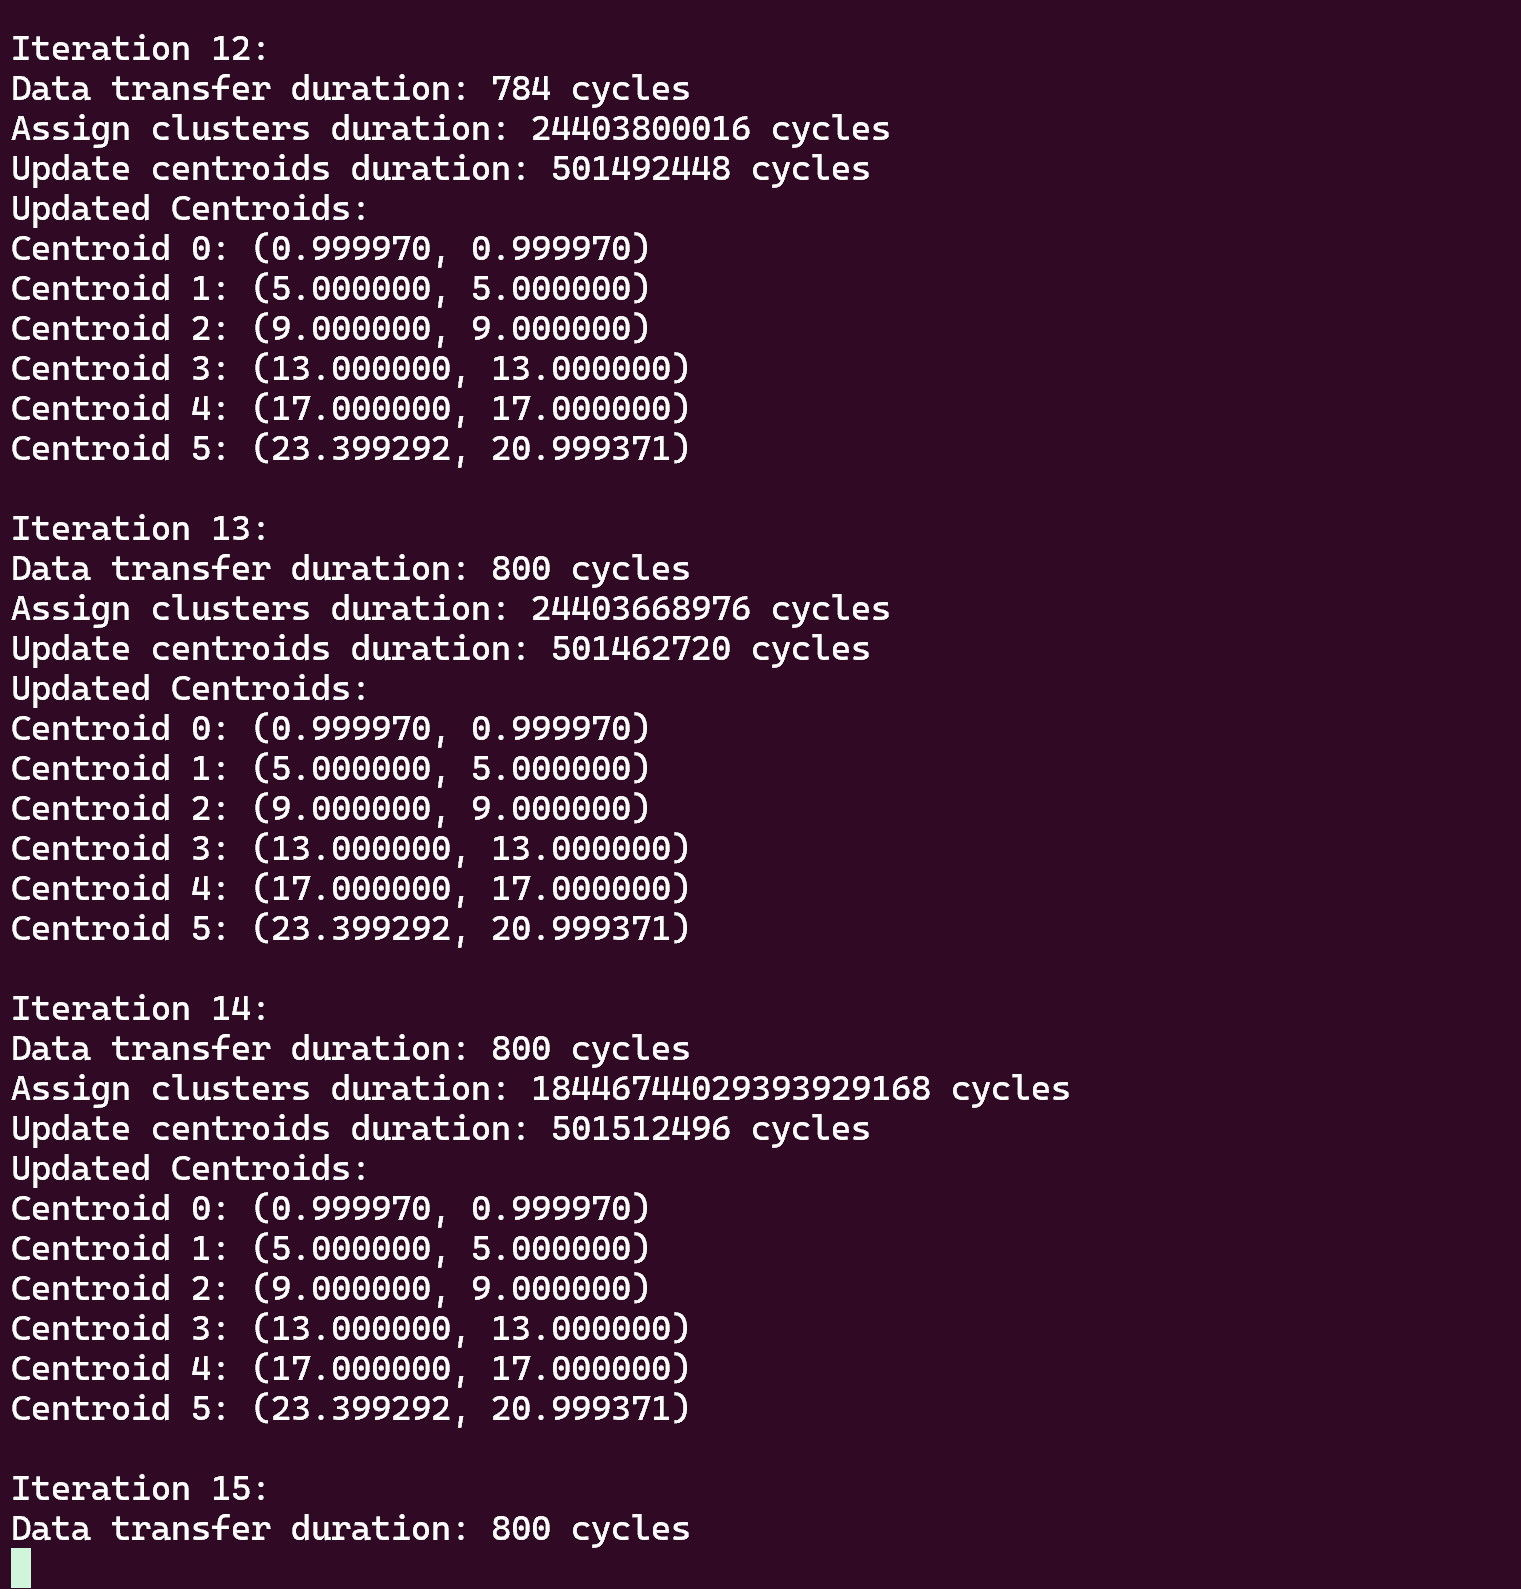 Iteration 12:
Data transfer duration: 784 cycles
Assign clusters duration: 24403800016 cycles
Update centroids duration: 501492448 cycles
Updated Centroids:
Centroid 0: (0.999970, 0.999970)
Centroid 1: (5.000000, 5.000000)
Centroid 2: (9.000000, 9.000000)
Centroid 3: (13.000000, 13.000000)
Centroid 4: (17.000000, 17.000000)
Centroid 5: (23.399292, 20.999371)
Iteration 13:
Data transfer duration: 800 cycles
Assign clusters duration: 24403668976 cycles
Update centroids duration: 501462720 cycles
Updated Centroids:
Centroid 0: (0.999970, 0.999970)
Centroid 1: (5.000000, 5.000000)
Centroid 2: (9.000000, 9.000000)
Centroid 3: (13.000000, 13.000000)
Centroid 4: (17.000000, 17.000000)
Centroid 5: (23.399292, 20.999371)
Iteration 14:
Data transfer duration: 800 cycles
Assign clusters duration: 18446744029393929168 cycles
Update centroids duration: 501512496 cycles
Updated Centroids:
Centroid 0: (0.999970, 0.999970)
Centroid 1: (5.000000, 5.000000)
Centroid 2: (9.000000, 9.000000)
Centroid 3: (13.000000, 13.000000)
Centroid 4: (17.000000, 17.000000)
Centroid 5: (23.399292, 20.999371)
Iteration 15:
Data transfer duration: 800 cycles